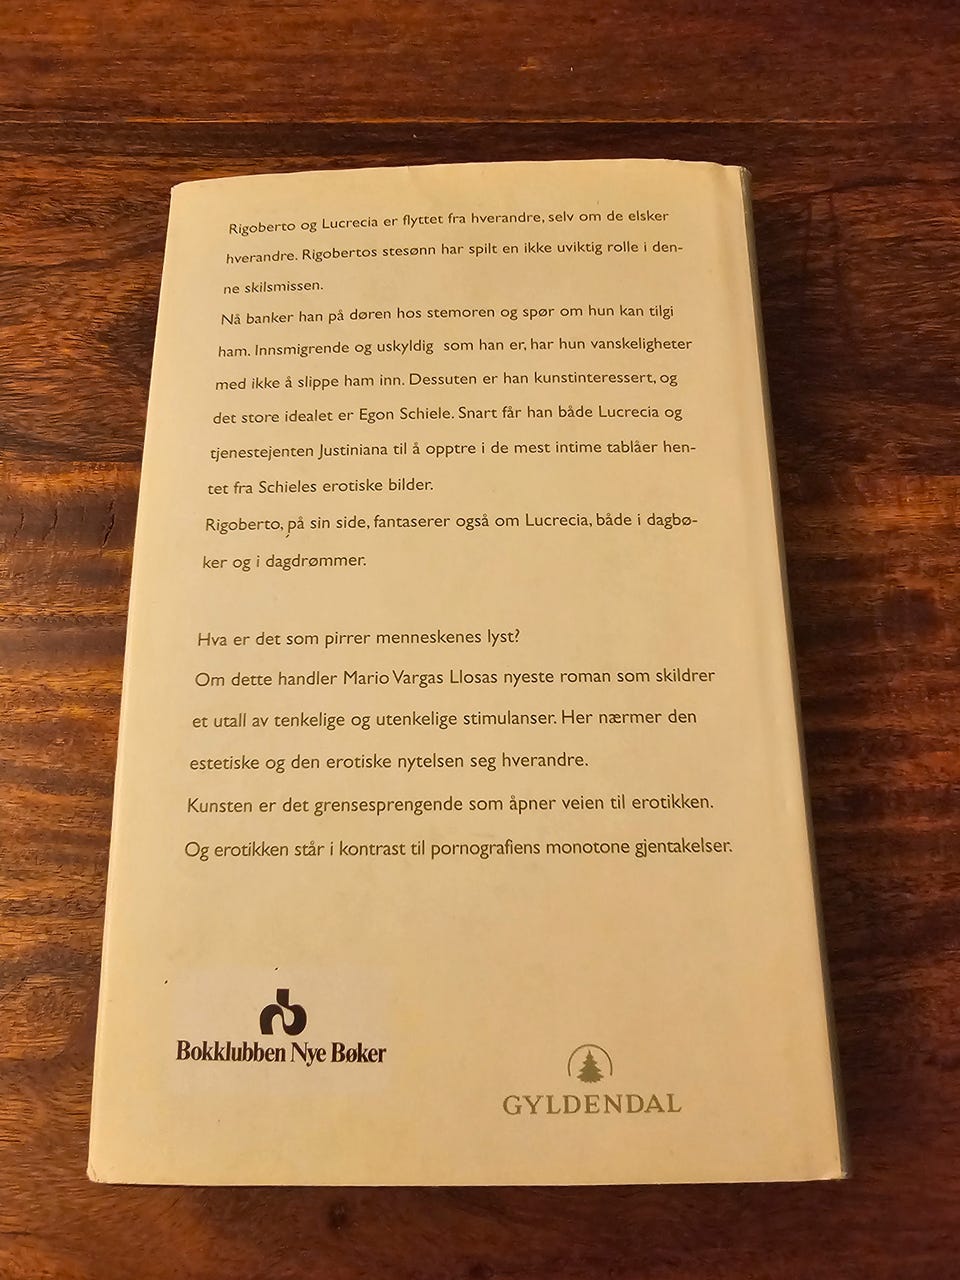 Rigoberto og Lucrecia er flyttet fra hverandre, selv om de elsker
hverandre. Rigobertos stesønn har spilt en ikke uviktig rolle i den-
ne skilsmissen.
Nå banker han på døren hos stemoren og spør om hun kan tilgi
ham. Innsmigrende og uskyldig som han er, har hun vanskeligheter
med ikke å slippe ham inn. Dessuten er han kunstinteressert, og
det store idealet er Egon Schiele. Snart får han både Lucrecia og
tjenestejenten Justiniana til å opptre i de mest intime tablåer hen-
tet fra Schieles erotiske bilder.
Rigoberto, på sin side, fantaserer også om Lucrecia, både i dagbø-
ker og i dagdrømmer.
Hva er det som pirrer menneskenes lyst?
Om dette handler Mario Vargas Llosas nyeste roman som skildrer
et utall av tenkelige og utenkelige stimulanser. Her nærmer den
estetiske og den erotiske nytelsen seg hverandre.
Kunsten er det grensesprengende som åpner veien til erotikken.
Og erotikken står i kontrast til pornografiens monotone gjentakelser.
Bokklubben Nye Bøker
GYLDENDAL